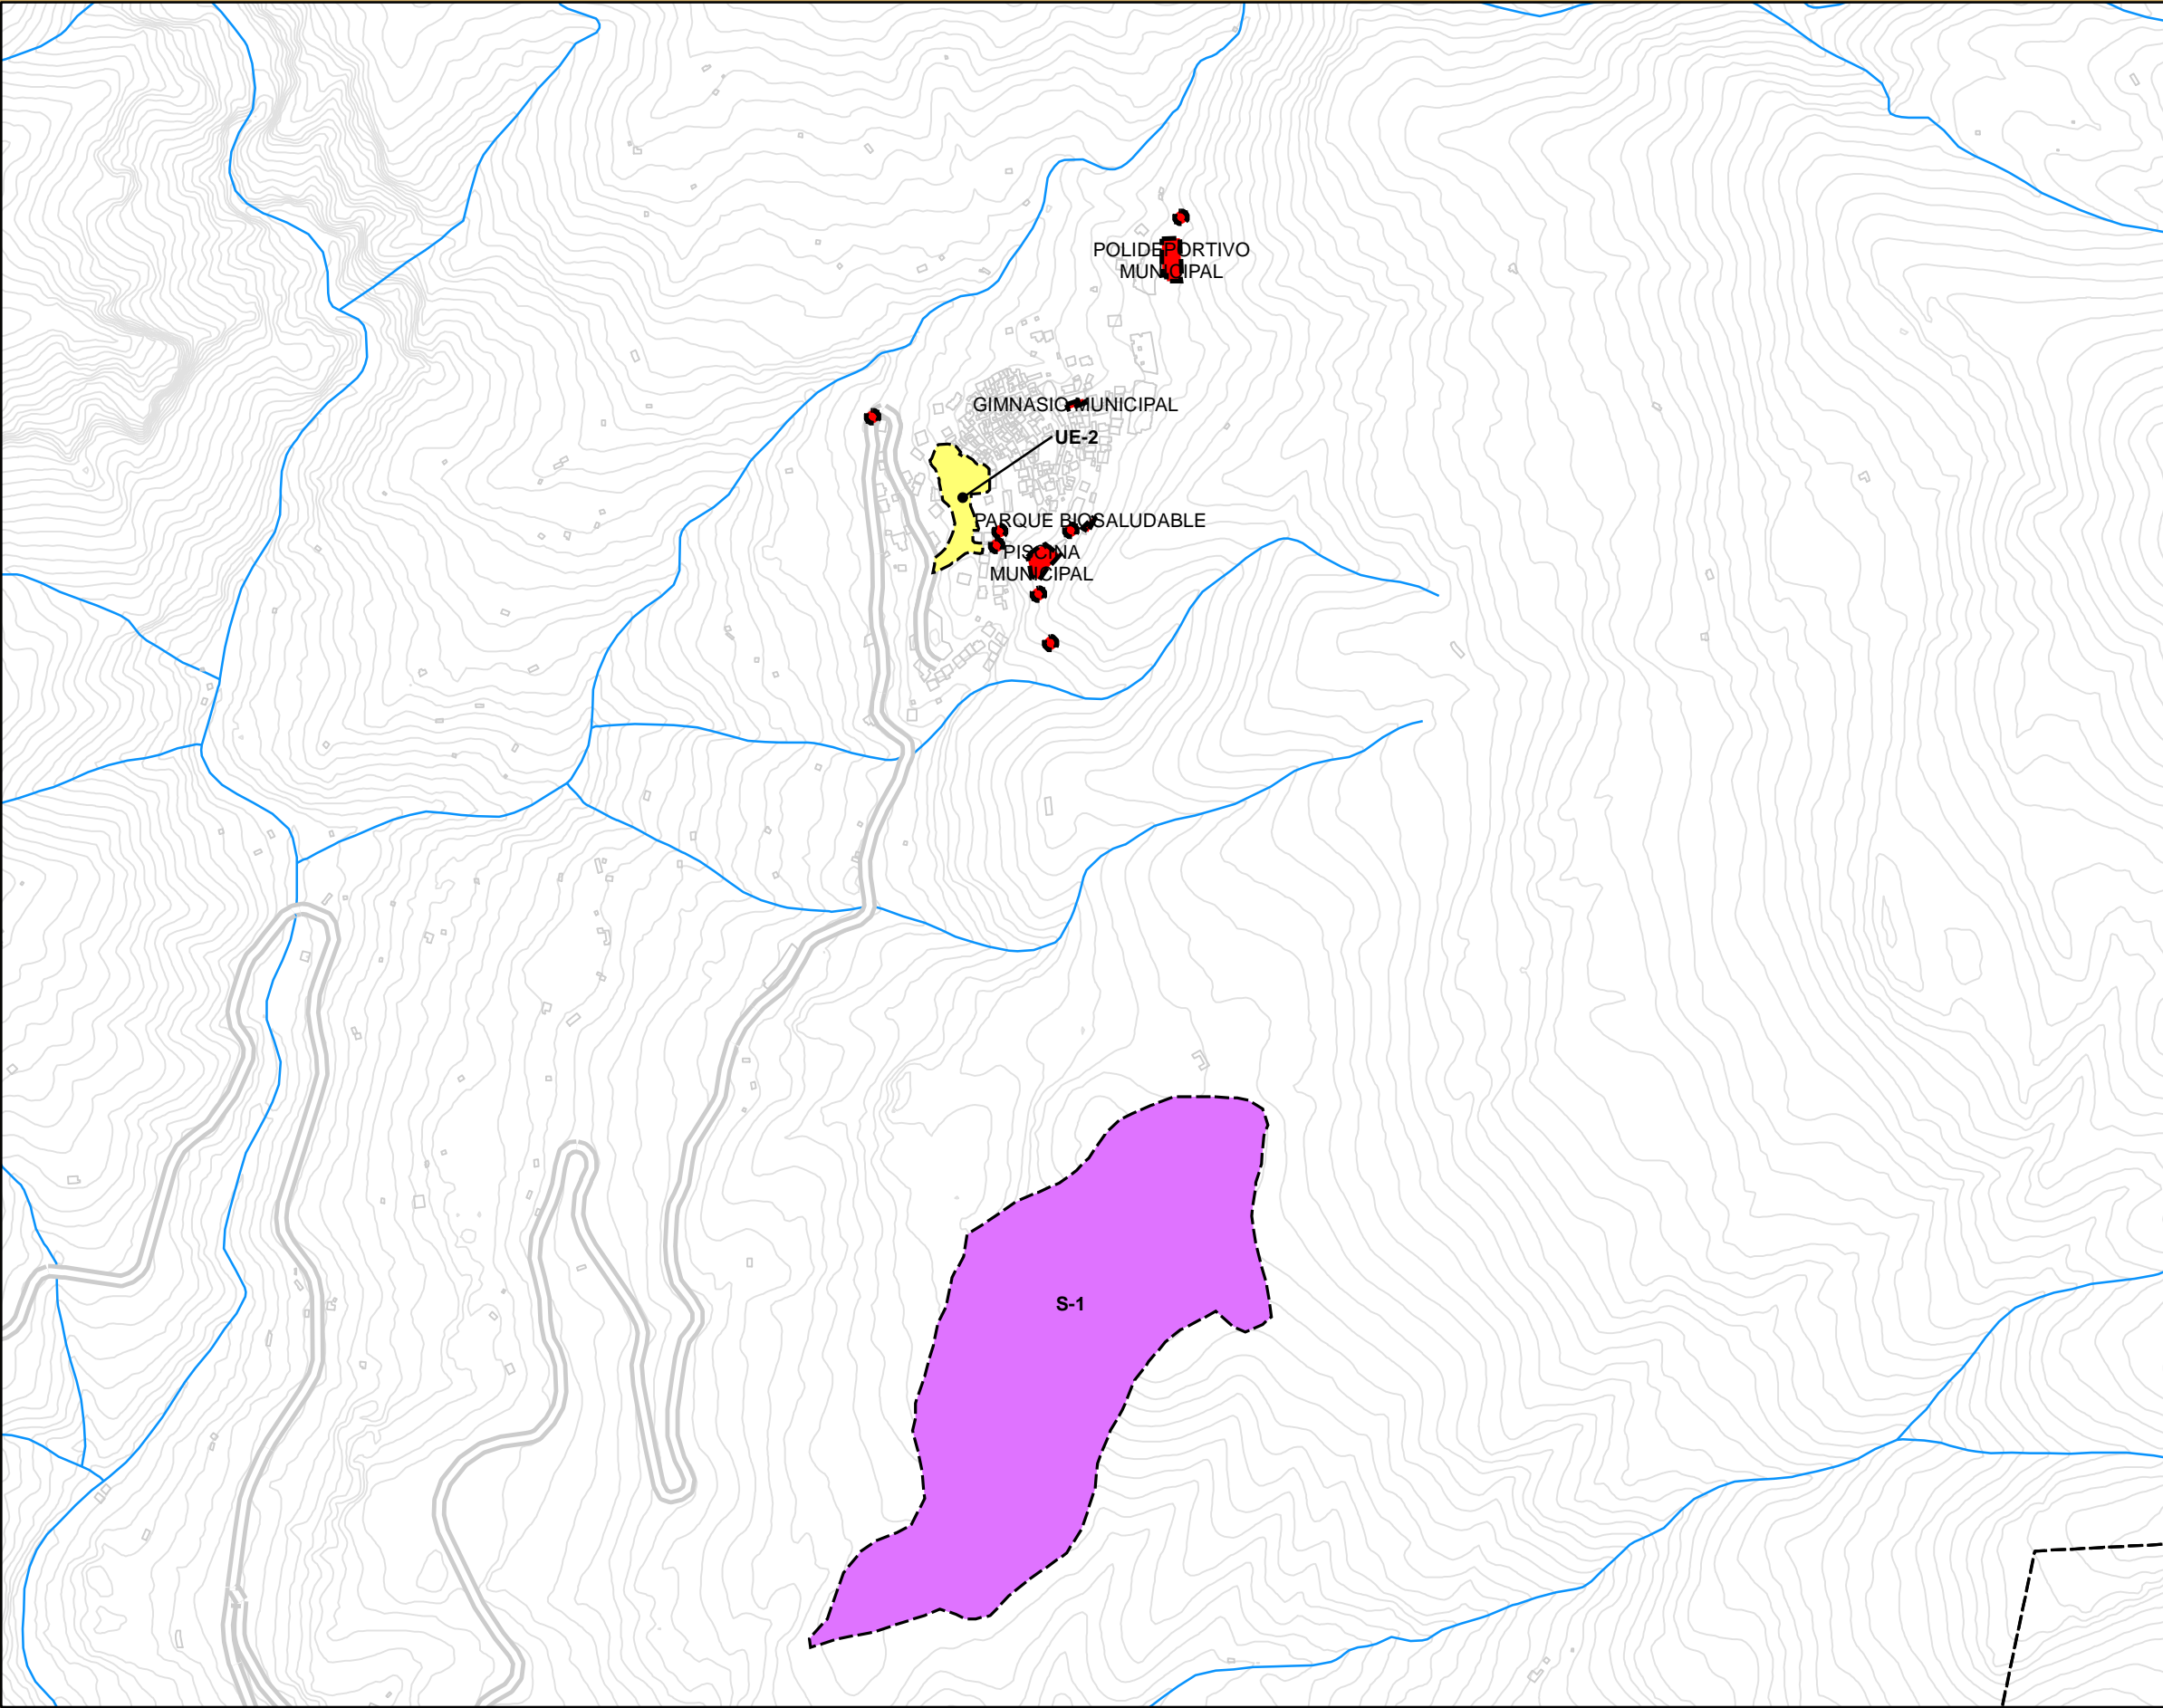 POLIDEPORTIVO
MUNICIPAL
GIMNASIO MUNICIPAL
UE-2
PARQUE BIOSALUDABLE
PISCINA
MUNICIPAL
S-1